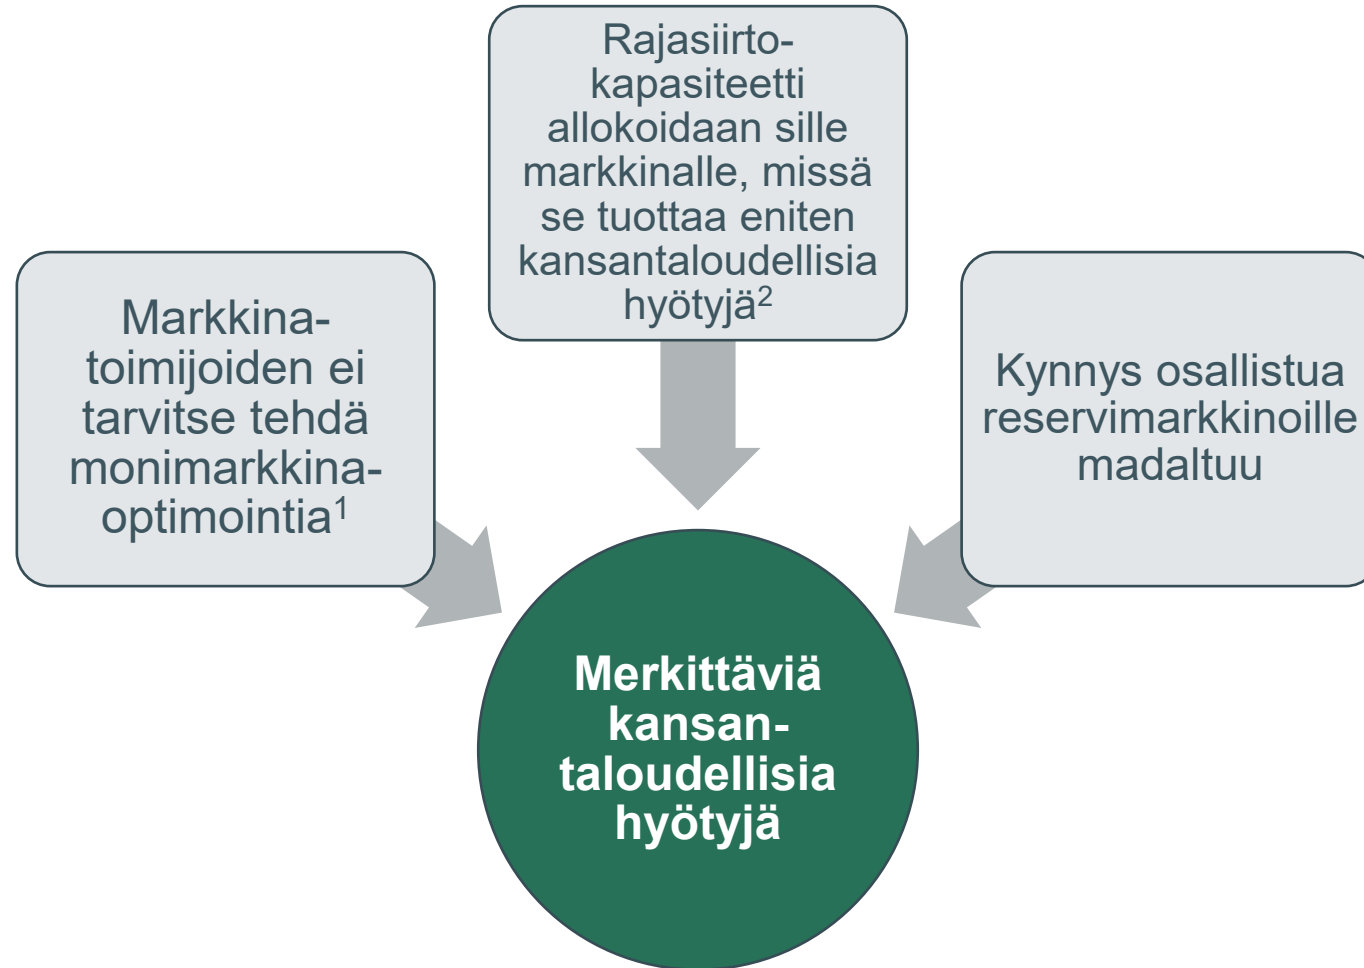 Markkina-
toimijoiden ei
tarvitse tehdä
monimarkkina-
optimointia¹
Rajasiirto-
kapasiteetti
allokoidaan sille
markkinalle, missä
se tuottaa eniten
kansantaloudellisia
hyötyjä²
Kynnys osallistua
reservimarkkinoille
madaltuu
Merkittäviä
kansan-
taloudellisia
hyötyjä